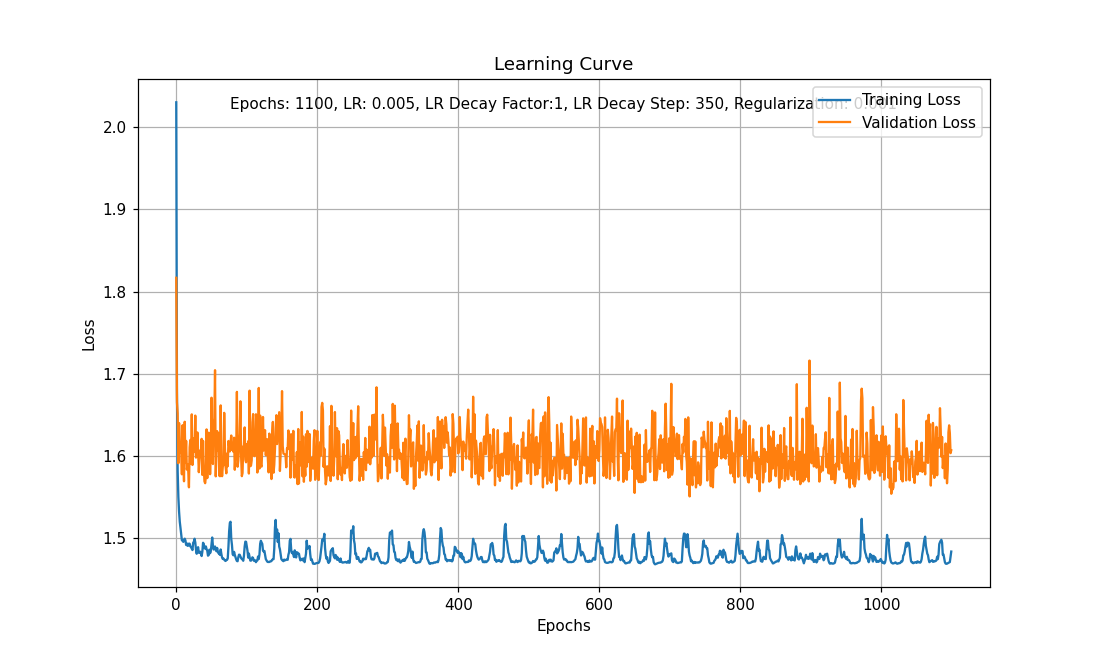 Learning Curve
Epochs: 1100, LR: 0.005, LR Decay Factor:1, LR Decay Step: 350, Regularization: 0.001
Training Loss
Validation Loss
2.0
1.9
1.8
1.7
1.6
1.5
Loss
0 200 400 600 800 1000
Epochs